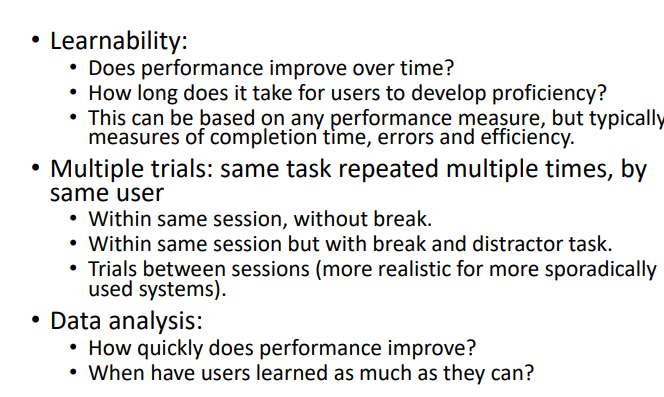 • Learnability:
• Does performance improve over time?
• How long does it take for users to develop proficiency?
• This can be based on any performance measure, but typically
measures of completion time, errors and efficiency.
• Multiple trials: same task repeated multiple times, by
same user
• Within same session, without break.
• Within same session but with break and distractor task.
• Trials between sessions (more realistic for more sporadically
used systems).
• Data analysis:
• How quickly does performance improve?
• When have users learned as much as they can?